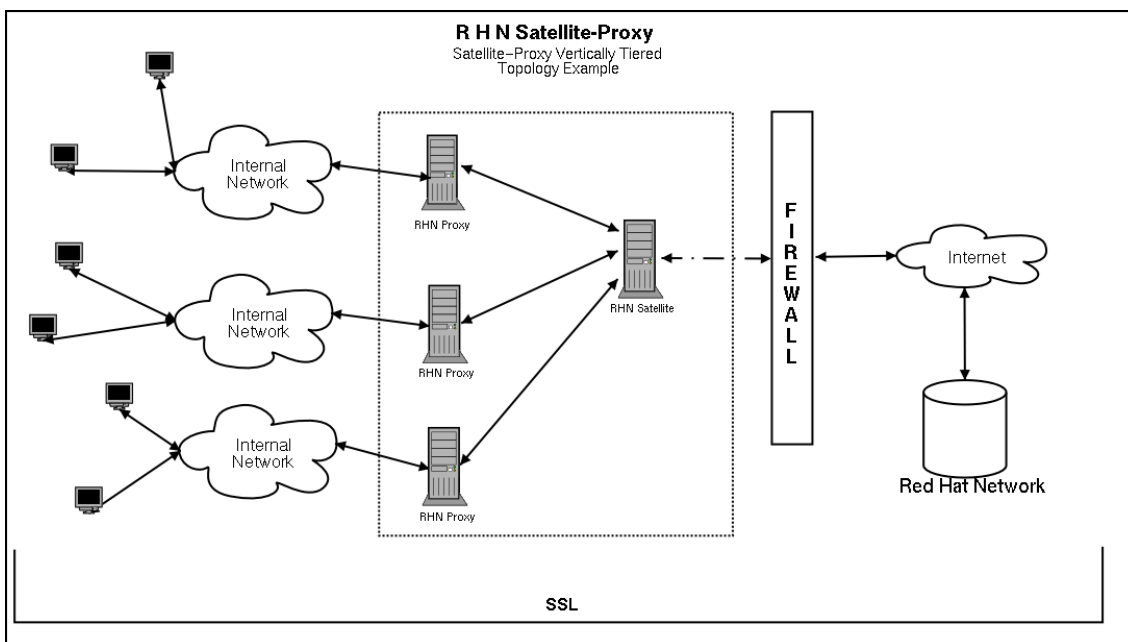 R H N Satellite-Proxy
Satellite-Proxy Vertically Tiered
Topology Example
Internal
Network
RHN Proxy
Internal
Network
RHN Proxy
Internal
Network
RHN Proxy
RHN Satellite
FIREWALL
Internet
Red Hat Network
SSL